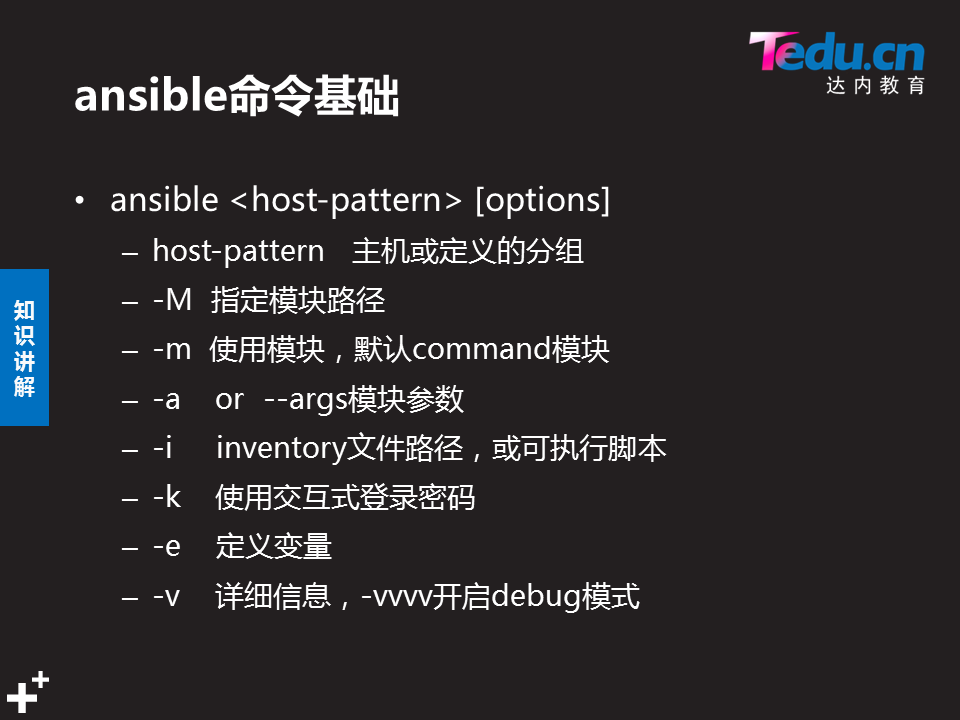 Tedu.cn
达内教育
ansible命令基础
• ansible <host-pattern> [options]
– host-pattern 主机或定义的分组
– -M 指定模块路径
– -m 使用模块，默认command模块
– -a or --args模块参数
– -i inventory文件路径，或可执行脚本
– -k 使用交互式登录密码
– -e 定义变量
– -v 详细信息，-vvvv开启debug模式
知
识
讲
解